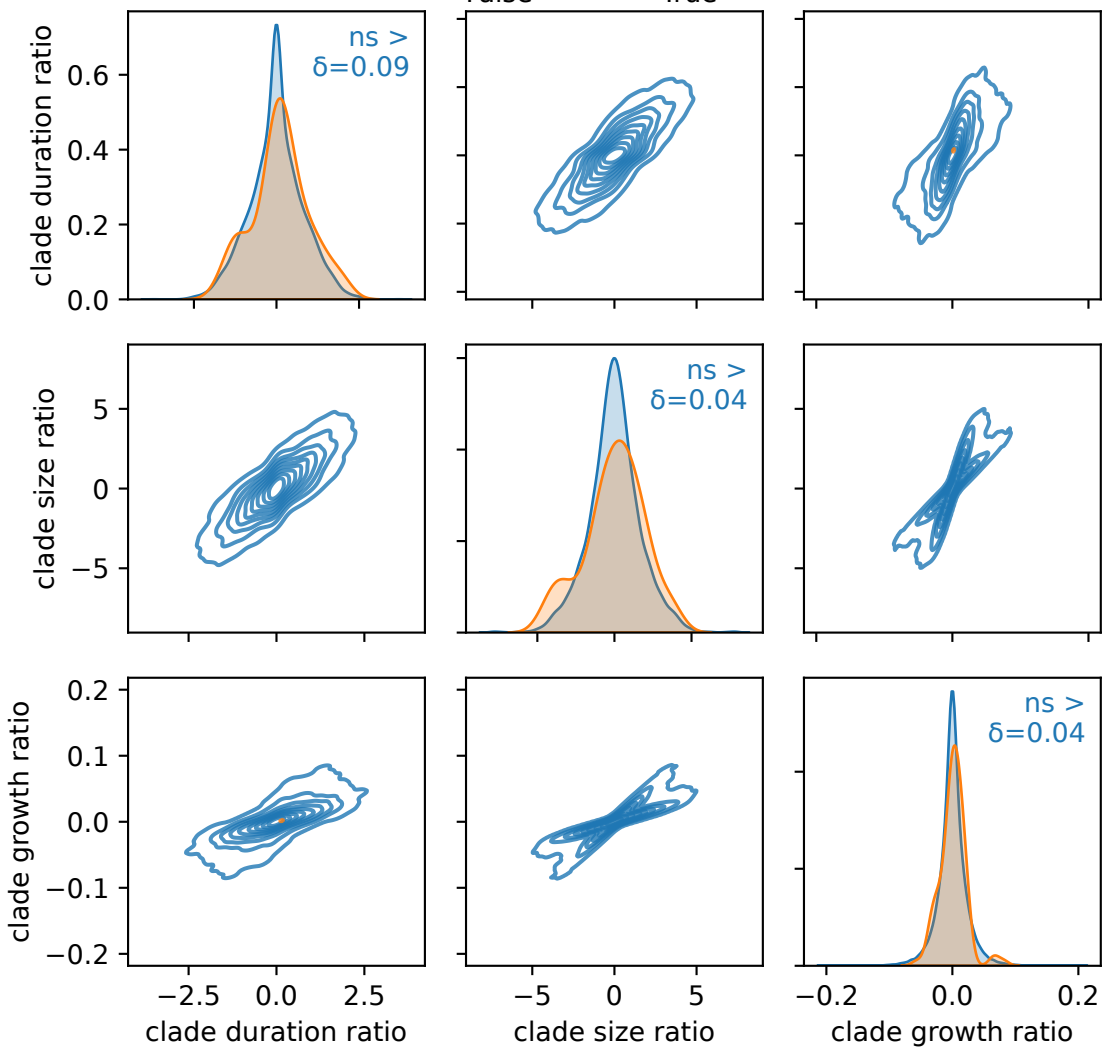 True
clade duration ratio
0.6
0.4
0.2
0.0
ns >
δ=0.09
clade size ratio
5
0
−5
ns >
δ=0.04
clade growth ratio
0.2
0.1
0.0
−0.1
−0.2
ns >
δ=0.04
−2.5 0.0 2.5
clade duration ratio
−5 0 5
clade size ratio
−0.2 0.0 0.2
clade growth ratio